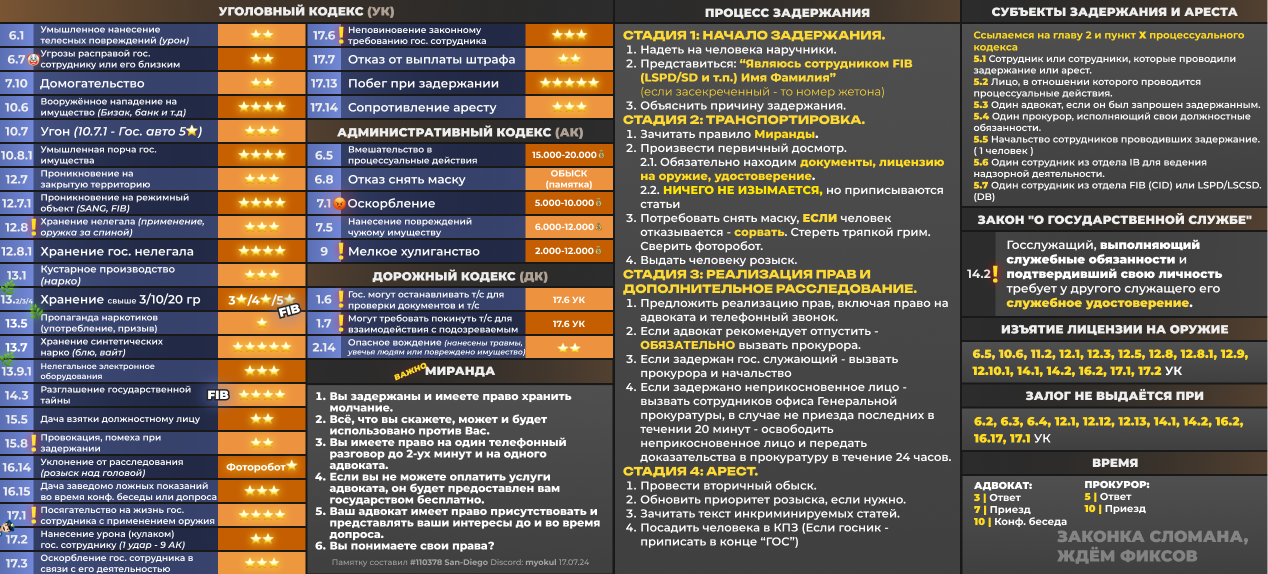 УГОЛОВНЫЙ КОДЕКС (УК)
6.1 Умышленное нанесение
телесных повреждений (урон)
6.7 Угрозы расправой гос.
сотруднику или его близким
7.10 Домогательство
10.6 Вооружённое нападение на
имущество (Бизак, банк и т.д)
10.7 Угон (10.7.1 - Гос. авто 5)
10.8.1 Умышленная порча гос.
имущества
12.7 Проникновение на
закрытую территорию
12.7.1 Проникновение на режимный
объект (SANG, FIB)
12.8 Хранение нелегала (применение,
оружка за спиной)
12.8.1 Хранение гос. нелегала
13.1 Кустарное производство
(нарко)
13.2/3/4 Хранение свыше 3/10/20 гр 3/4/5
FIB
13.5 Пропаганда наркотиков
(употребление, призыв)
13.7 Хранение синтетических
нарко (блю, вайт)
13.9.1 Нелегальное электронное
оборудования
14.3 Разглашение государственной
тайны
FIB
15.5 Дача взятки должностному лицу
15.8 Провокация, помеха при
задержании
16.14 Уклонение от расследования
(розыск над головой)
Фоторобот
16.15 Дача заведомо ложных показаний
во время конф. беседы или допроса
17.1 Посягательство на жизнь гос.
сотрудника с применением оружия
17.2 Нанесение урона (кулаком)
гос. сотруднику (1 удар - 9 АК)
17.3 Оскорбление гос. сотрудника в
связи с его деятельностью
17.6 Неповиновение законному
требованию гос. сотрудника
17.7 Отказ от выплаты штрафа
17.13 Побег при задержании
17.14 Сопротивление аресту
АДМИНИСТРАТИВНЫЙ КОДЕКС (АК)
6.5 Вмешательство в
процессуальные действия
15.000-20.000
6.8 Отказ снять маску
ОБЫСК
(памятка)
7.1 Оскорбление 5.000-10.000
7.5 Нанесение повреждений
чужому имуществу
6.000-12.000
9 Мелкое хулиганство 2.000-12.000
ДОРОЖНЫЙ КОДЕКС (ДК)
1.6 Гос. могут останавливать т/с для
проверки документов и т/с
17.6 УК
1.7 Могут требовать покинуть т/с для
взаимодействия с подозреваемым
17.6 УК
2.14 Опасное вождение (нанесены травмы,
увечья людям или повреждено имущество)
ВАЖНО
МИРАНДА
1. Вы задержаны и имеете право хранить
молчание.
2. Всё, что вы скажете, может и будет
использовано против Вас.
3. Вы имеете право на один телефонный
разговор до 2-ух минут и на одного
адвоката.
4. Если вы не можете оплатить услуги
адвоката, он будет предоставлен вам
государством бесплатно.
5. Ваш адвокат имеет право присутствовать и
представлять ваши интересы до и во время
допроса.
6. Вы понимаете свои права?
Памятку составил #110378 San-Diego Discord: myokul 17.07.24
ПРОЦЕСС ЗАДЕРЖАНИЯ
СТАДИЯ 1: НАЧАЛО ЗАДЕРЖАНИЯ.
1. Надеть на человека наручники.
2. Представиться: “Являюсь сотрудником FIB
(LSPD/SD и т.п.) Имя Фамилия”
(если засекреченный - то номер жетона)
3. Объяснить причину задержания.
СТАДИЯ 2: ТРАНСПОРТИРОВКА.
1. Зачитать правило Миранды.
2. Произвести первичный досмотр.
2.1. Обязательно находим документы, лицензию
на оружие, удостоверение.
2.2. НИЧЕГО НЕ ИЗЫМАЕТСЯ, но приписываются
статьи
3. Потребовать снять маску, ЕСЛИ человек
отказывается - сорвать. Стереть тряпкой грим.
Сверить фоторобот.
4. Выдать человеку розыск.
СТАДИЯ 3: РЕАЛИЗАЦИЯ ПРАВ И
ДОПОЛНИТЕЛЬНОЕ РАССЛЕДОВАНИЕ.
1. Предложить реализацию прав, включая право на
адвоката и телефонный звонок.
2. Если адвокат рекомендует отпустить -
ОБЯЗАТЕЛЬНО вызвать прокурора.
3. Если задержан гос. служающий - вызвать
прокурора и начальство
4. Если задержано неприкосновенное лицо -
вызвать сотрудников офиса Генеральной
прокуратуры, в случае не приезда последних в
течении 20 минут - освободить
неприкосновенное лицо и передать
доказательства в прокуратуру в течение 24 часов.
СТАДИЯ 4: АРЕСТ.
1. Провести вторичный обыск.
2. Обновить приоритет розыска, если нужно.
3. Зачитать текст инкриминируемых статей.
4. Посадить человека в КПЗ (Если госник -
приписать в конце “ГОС”)
СУБЪЕКТЫ ЗАДЕРЖАНИЯ И АРЕСТА
Ссылаемся на главу 2 и пункт X процессуального
кодекса
5.1 Сотрудник или сотрудники, которые проводили
задержание или арест.
5.2 Лицо, в отношении которого проводится
процессуальные действия.
5.3 Один адвокат, если он был запрошен задержанным.
5.4 Один прокурор, исполняющий свои должностные
обязанности.
5.5 Начальство сотрудников проводивших задержание.
( 1 человек )
5.6 Один сотрудник из отдела IB для ведения
надзорной деятельности.
5.7 Один сотрудник из отдела FIB (CID) или LSPD/LSCSD.
(DB)
ЗАКОН "О ГОСУДАРСТВЕННОЙ СЛУЖБЕ"
14.2 Госслужащий, выполняющий
служебные обязанности и
подтвердивший свою личность
требует у другого служащего его
служебное удостоверение.
ИЗЪЯТИЕ ЛИЦЕНЗИИ НА ОРУЖИЕ
6.5, 10.6, 11.2, 12.1, 12.3, 12.5, 12.8, 12.8.1, 12.9,
12.10.1, 14.1, 14.2, 16.2, 17.1, 17.2 УК
ЗАЛОГ НЕ ВЫДАЁТСЯ ПРИ
6.2, 6.3, 6.4, 12.1, 12.12, 12.13, 14.1, 14.2, 16.2,
16.17, 17.1 УК
ВРЕМЯ
АДВОКАТ:
3 | Ответ
7 | Приезд
10 | Конф. беседа
ПРОКУРОР:
5 | Ответ
10 | Приезд
ЗАКОНКА СЛОМАНА,
ЖДЁМ ФИКСОВ